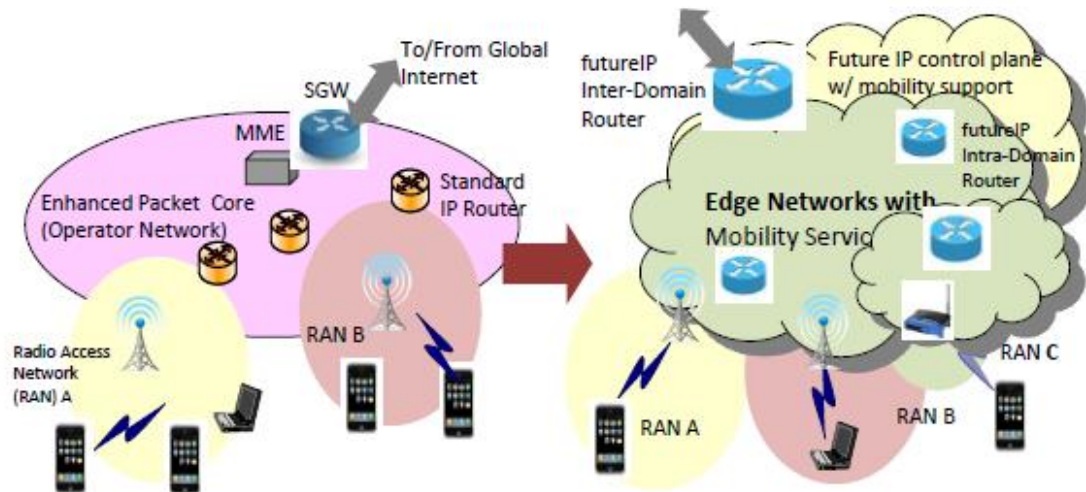 To/From Global
Internet
SGW
MME
Enhanced Packet Core
(Operator Network)
Standard
IP Router
RAN B
Radio Access
Network
(RAN) A
futureIP
Inter-Domain
Router
Future IP control plane
w/ mobility support
futureIP
Intra-Domain
Router
Edge Networks with
Mobility Servic
RAN A
RAN B
RAN C